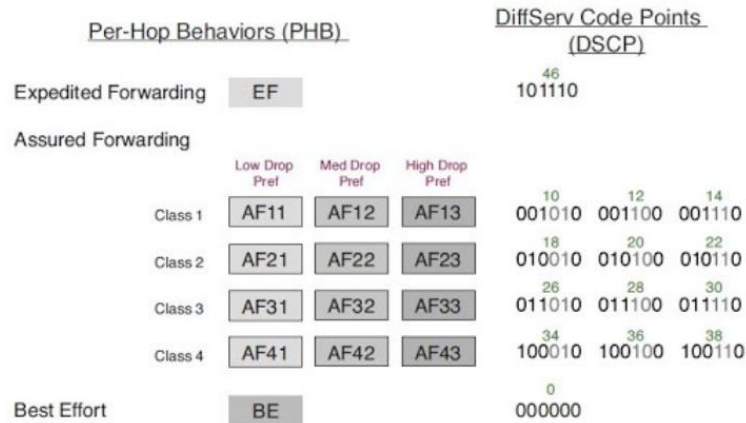 Per-Hop Behaviors (PHB)
DiffServ Code Points
(DSCP)
Expedited Forwarding EF
46
101110
Assured Forwarding
Low Drop Pref Med Drop Pref High Drop Pref
10 12 14
Class 1 AF11 AF12 AF13 001010 001100 001110
18 20 22
Class 2 AF21 AF22 AF23 010010 010100 010110
26 28 30
Class 3 AF31 AF32 AF33 011010 011100 011110
34 36 38
Class 4 AF41 AF42 AF43 100010 100100 100110
0
Best Effort BE 000000